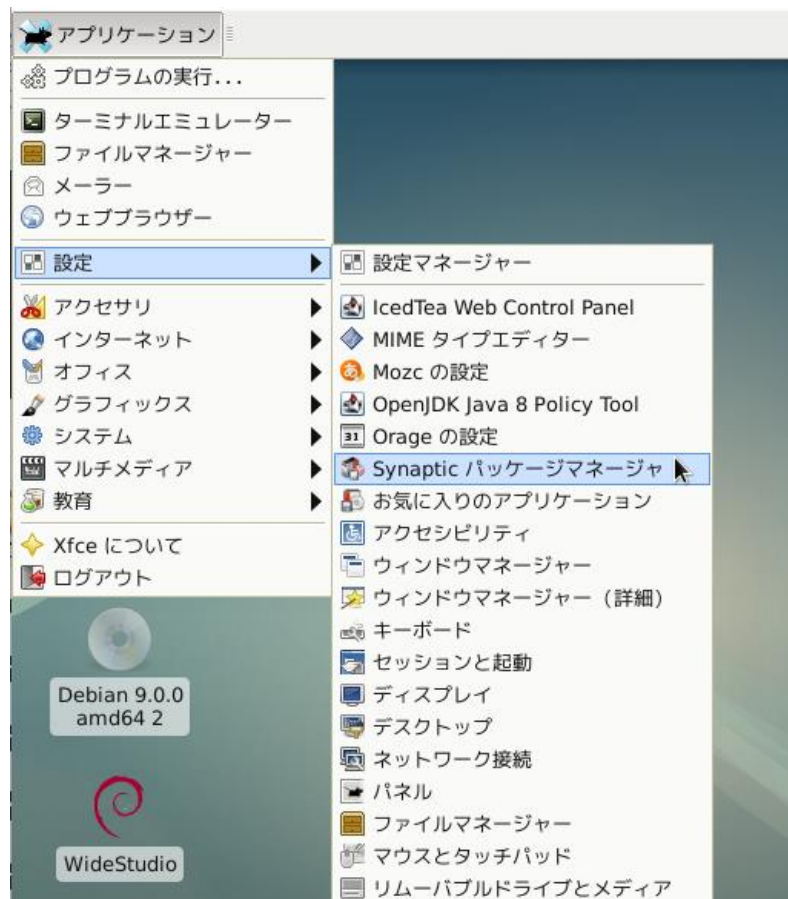 アプリケーション
プログラムの実行...
ターミナルエミュレーター
ファイルマネージャー
メーラー
ウェブブラウザー
設定
アクセサリ
インターネット
オフィス
グラフィックス
システム
マルチメディア
教育
Xfce について
ログアウト
設定マネージャー
IcedTea Web Control Panel
MIME タイプエディター
Mozc の設定
OpenJDK Java 8 Policy Tool
Orage の設定
Synaptic パッケージマネージャ
お気に入りのアプリケーション
アクセシビリティ
ウィンドウマネージャー
ウィンドウマネージャー (詳細)
キーボード
セッションと起動
ディスプレイ
デスクトップ
ネットワーク接続
パネル
ファイルマネージャー
マウスとタッチパッド
リムーバブルドライブとメディア
Debian 9.0.0
amd64 2
WideStudio